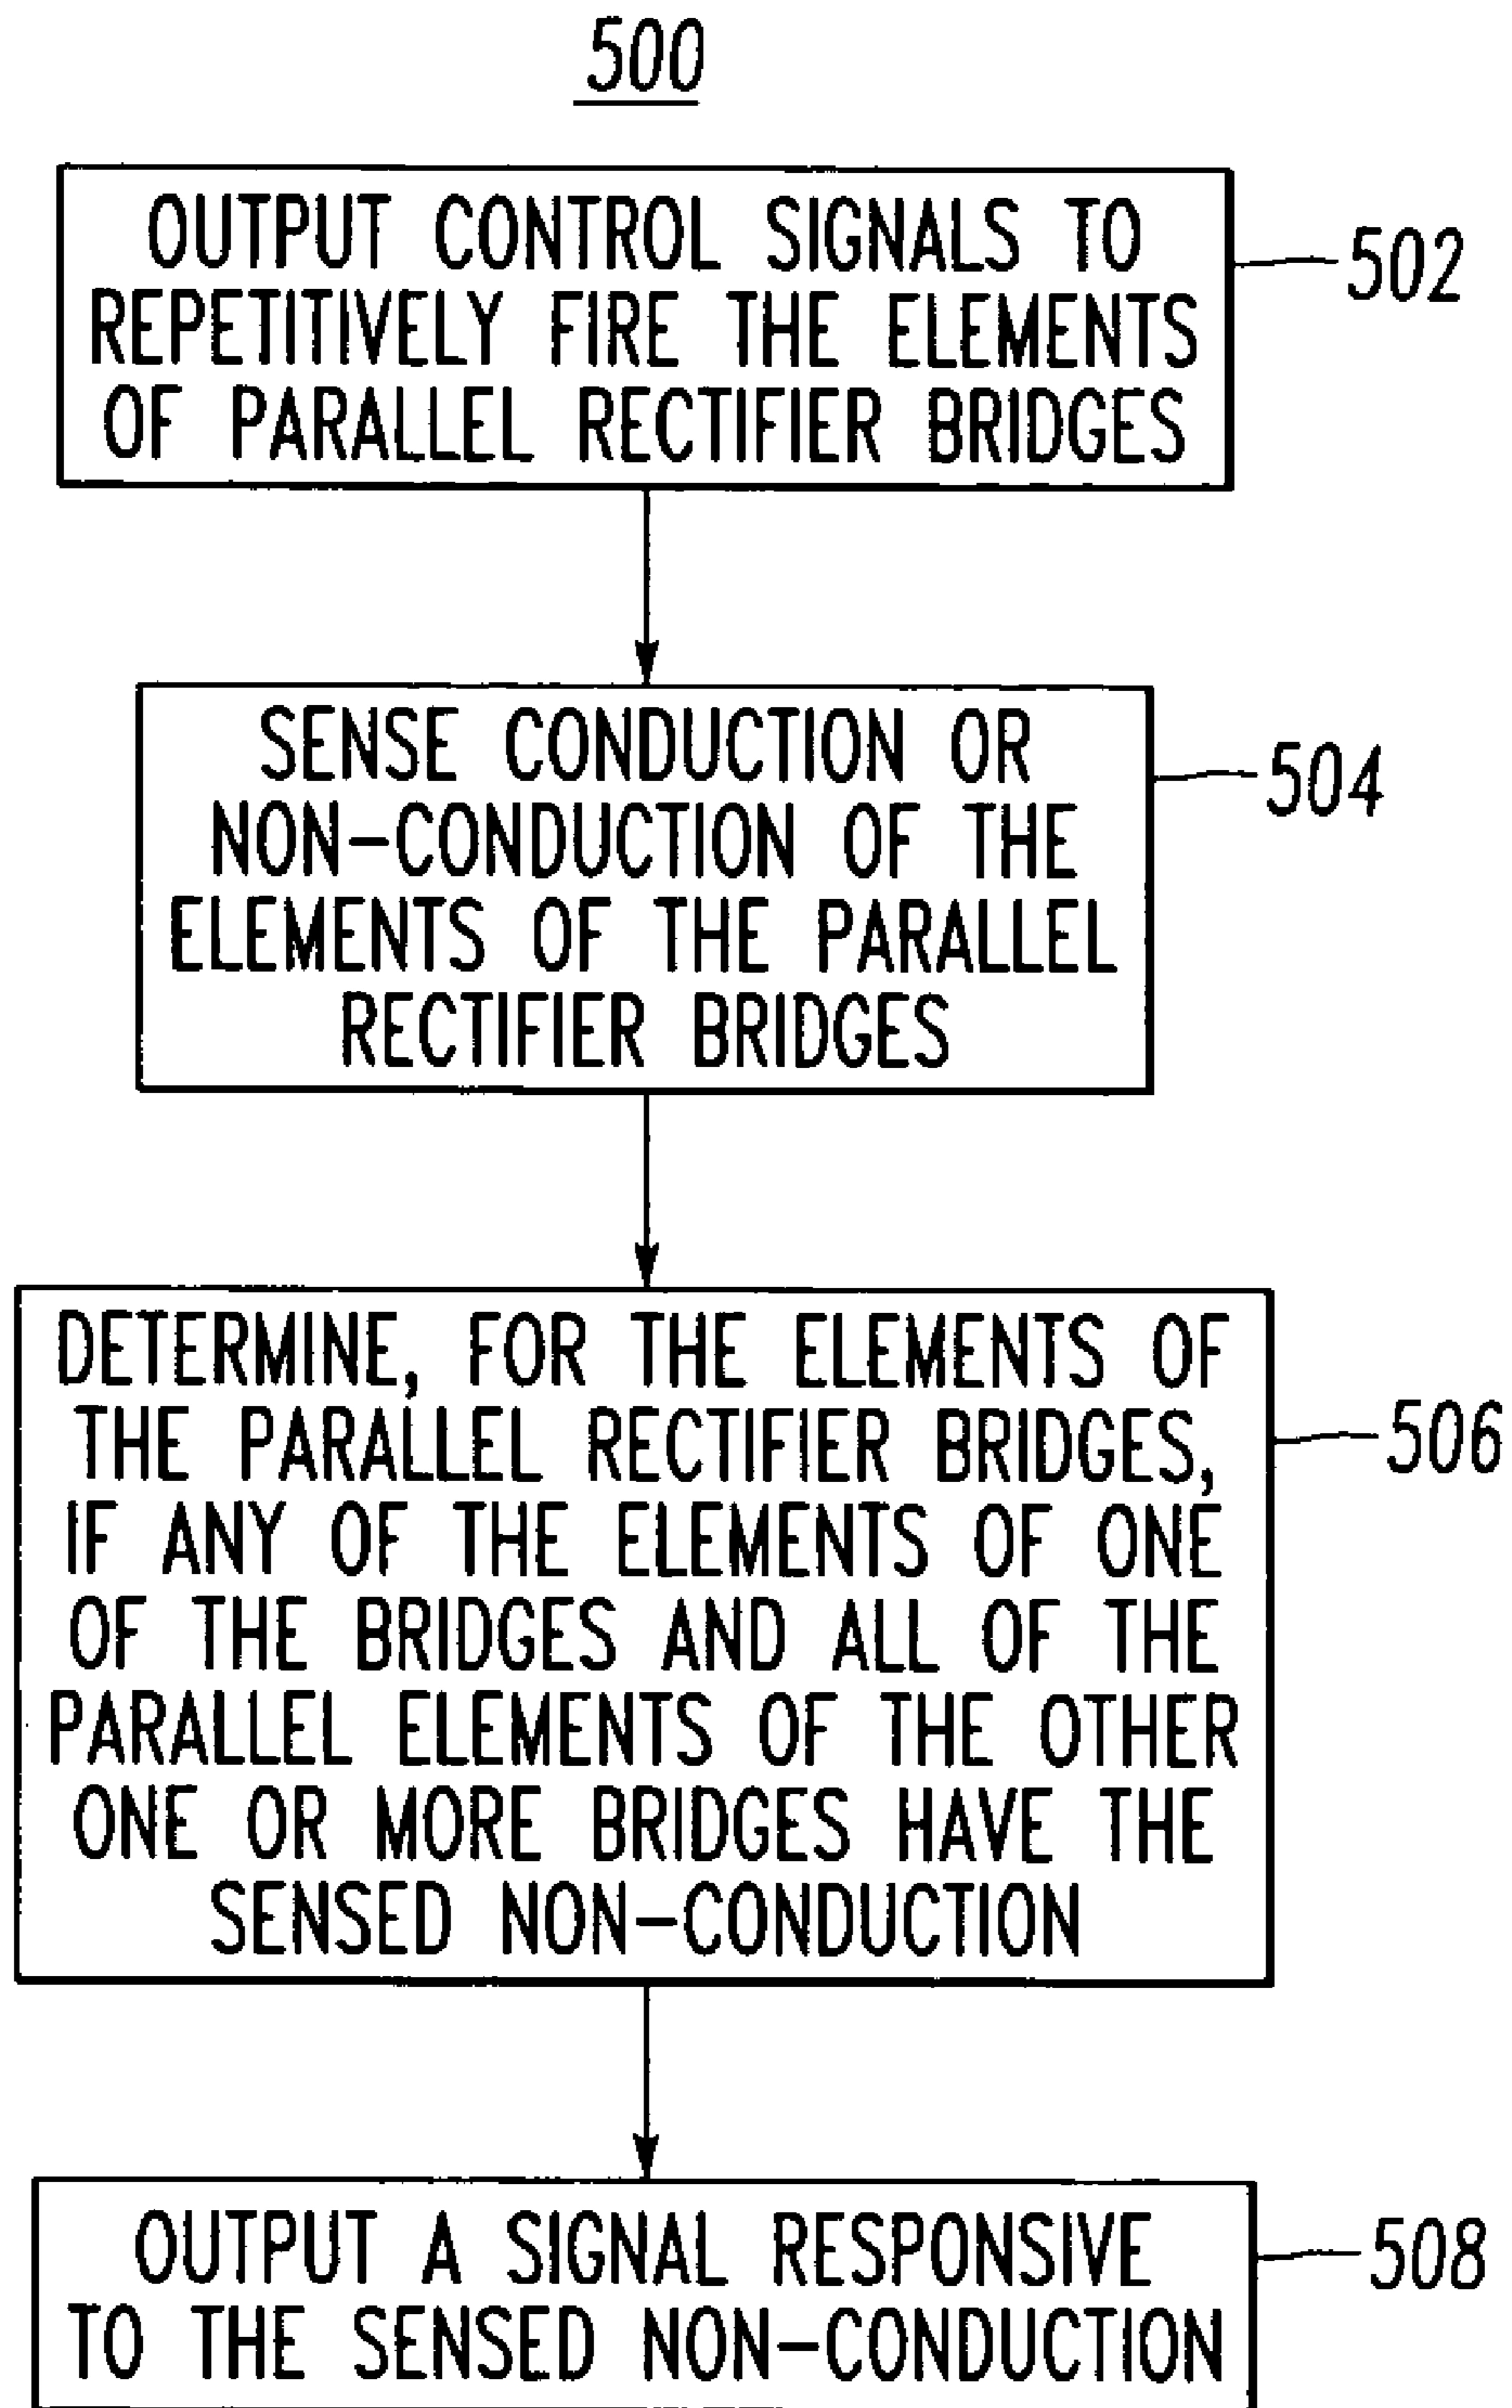 500
OUTPUT CONTROL SIGNALS TO
REPETITIVELY FIRE THE ELEMENTS
OF PARALLEL RECTIFIER BRIDGES
502
SENSE CONDUCTION OR
NON-CONDUCTION OF THE
ELEMENTS OF THE PARALLEL
RECTIFIER BRIDGES
504
DETERMINE, FOR THE ELEMENTS OF
THE PARALLEL RECTIFIER BRIDGES,
IF ANY OF THE ELEMENTS OF ONE
OF THE BRIDGES AND ALL OF THE
PARALLEL ELEMENTS OF THE OTHER
ONE OR MORE BRIDGES HAVE THE
SENSED NON-CONDUCTION
506
OUTPUT A SIGNAL RESPONSIVE
TO THE SENSED NON-CONDUCTION
508